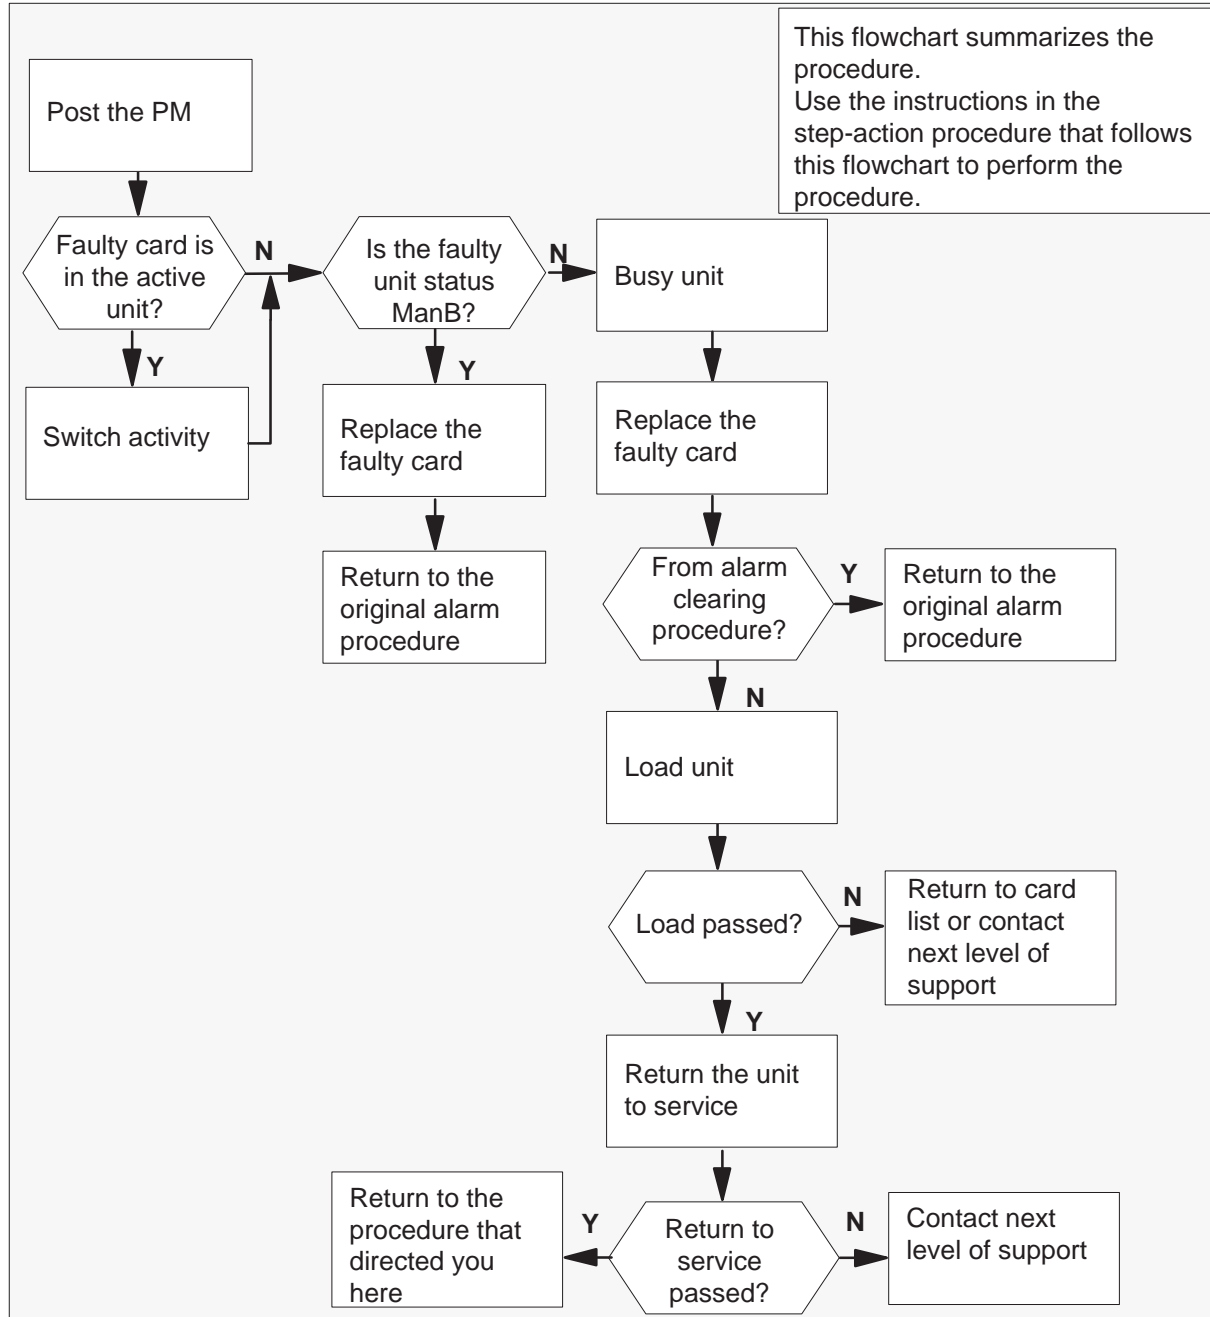 This flowchart summarizes the
procedure.
Use the instructions in the
step-action procedure that follows
this flowchart to perform the
procedure.
Post the PM
Faulty card is
in the active
unit?
N
Y
Switch activity
Is the faulty
unit status
ManB?
N
Y
Replace the
faulty card
Return to the
original alarm
procedure
Busy unit
Replace the
faulty card
From alarm
clearing
procedure?
Y
Return to the
original alarm
procedure
N
Load unit
Load passed?
N
Return to card
list or contact
next level of
support
Y
Return the unit
to service
Return to
service
passed?
Y
Return to the
procedure that
directed you
here
N
Contact next
level of support